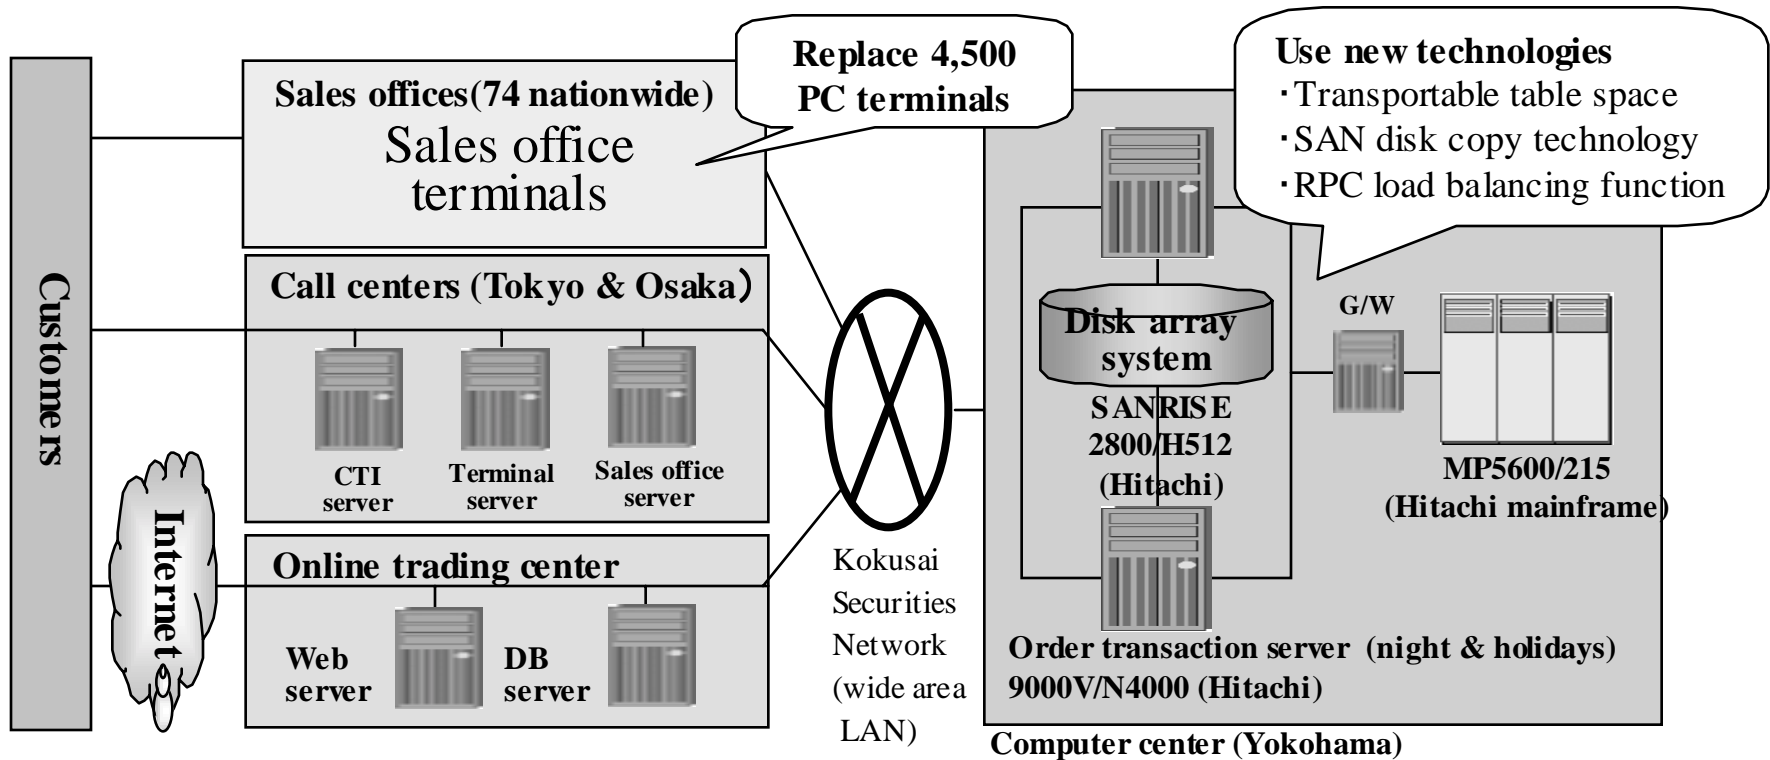 Customers
Internet
Sales offices(74 nationwide)
Sales office
terminals
Replace 4,500
PC terminals
Call centers (Tokyo & Osaka）
CTI
server
Terminal
server
Sales office
server
Online trading center
Web
server
DB
server
Kokusai
Securities
Network
(wide area
LAN)
Use new technologies
・Transportable table space
・SAN disk copy technology
・RPC load balancing function
Disk array
system
SANRISE
2800/H512
(Hitachi)
G/W
MP5600/215
(Hitachi mainframe)
Order transaction server (night & holidays)
9000V/N4000 (Hitachi)
Computer center (Yokohama)